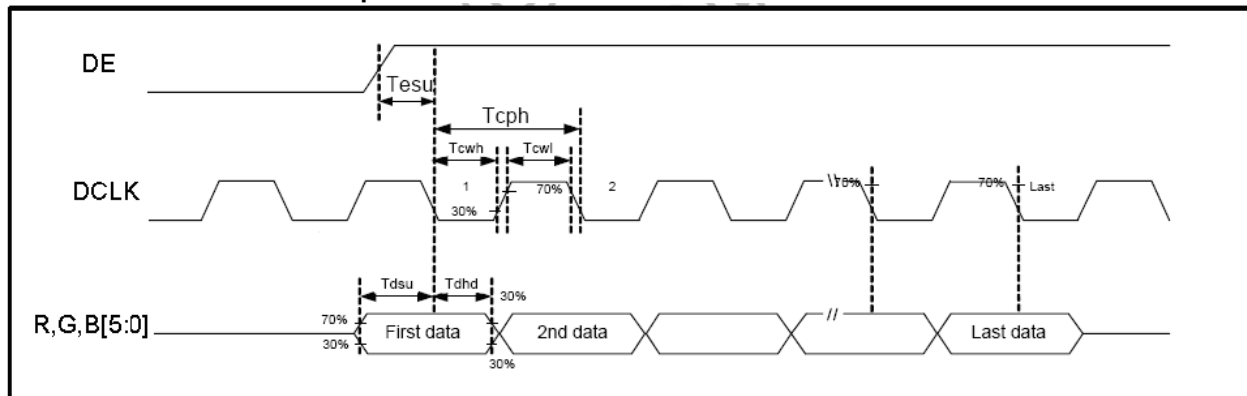 DE
Tesu
Tcph
Tcwh
Tcwl
DCLK
1
70%
2
70%
70%
Last
30%
Tdsu
Tdhd
30%
R,G,B[5:0]
70%
First data
2nd data
//
Last data
30%
30%